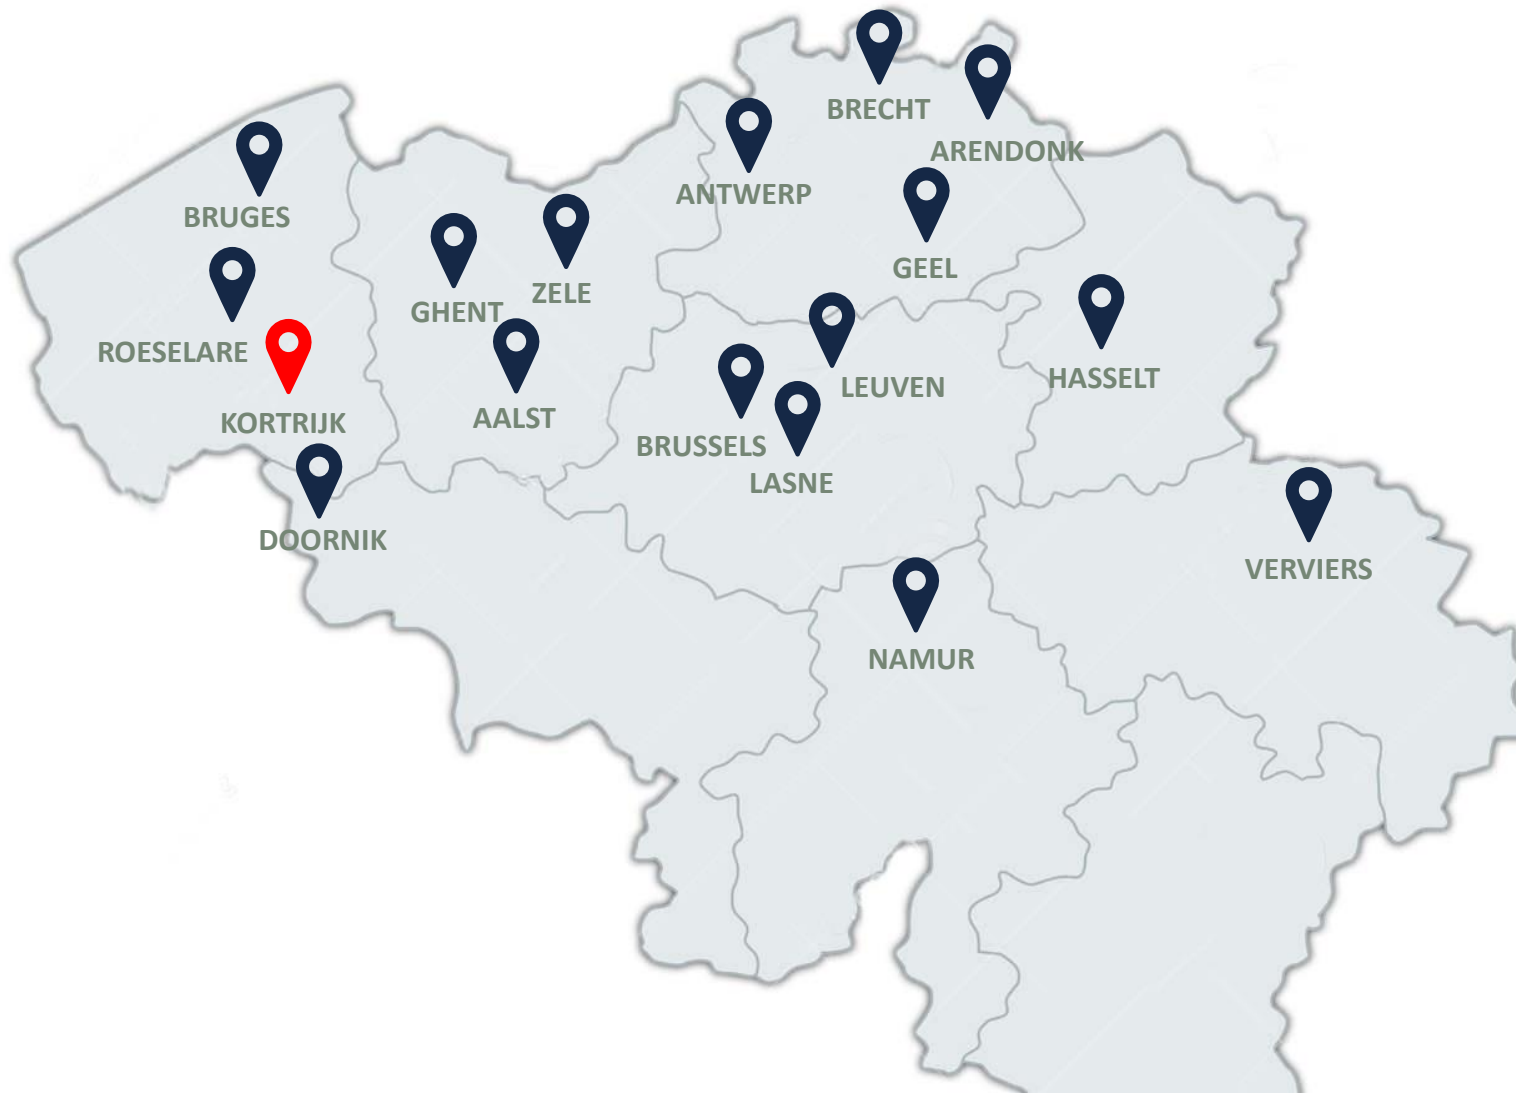 BRECHT
ARENDONK
ANTWERP
BRUGES
GEEL
ZELE
GHENT
ROESELARE
HASSELT
LEUVEN
AALST
KORTRIJK
BRUSSELS
LASNE
DOORNIK
VERVIERS
NAMUR